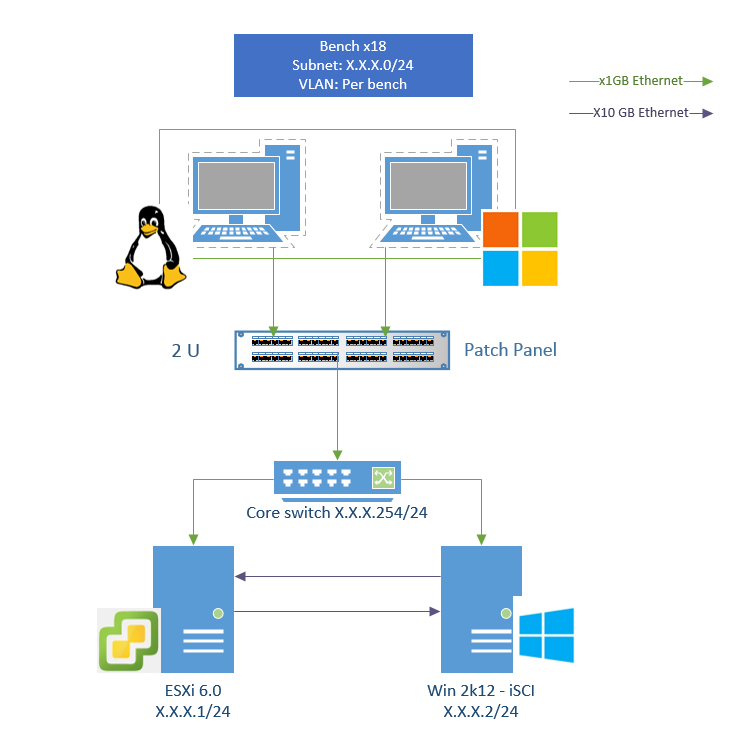 Bench x18
Subnet: X.X.X.0/24
VLAN: Per bench
x1GB Ethernet
X10 GB Ethernet
2 U
Patch Panel
Core switch X.X.X.254/24
ESXi 6.0
X.X.X.1/24
Win 2k12 - iSCI
X.X.X.2/24